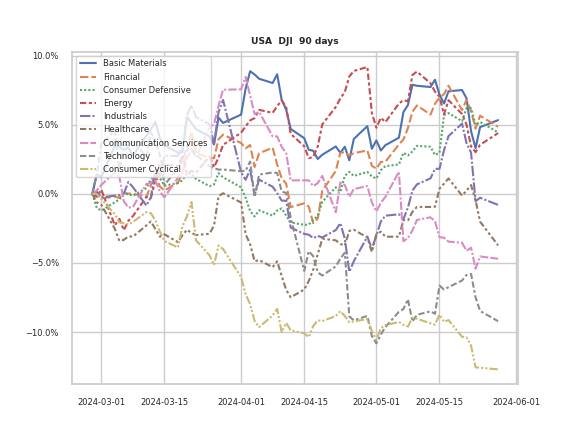 USA  DJI  90 days
10.0%
5.0%
0.0%
−5.0%
−10.0%
Basic Materials
Financial
Consumer Defensive
Energy
Industrials
Healthcare
Communication Services
Technology
Consumer Cyclical
2024-03-01 2024-03-15 2024-04-01 2024-04-15 2024-05-01 2024-05-15 2024-06-01